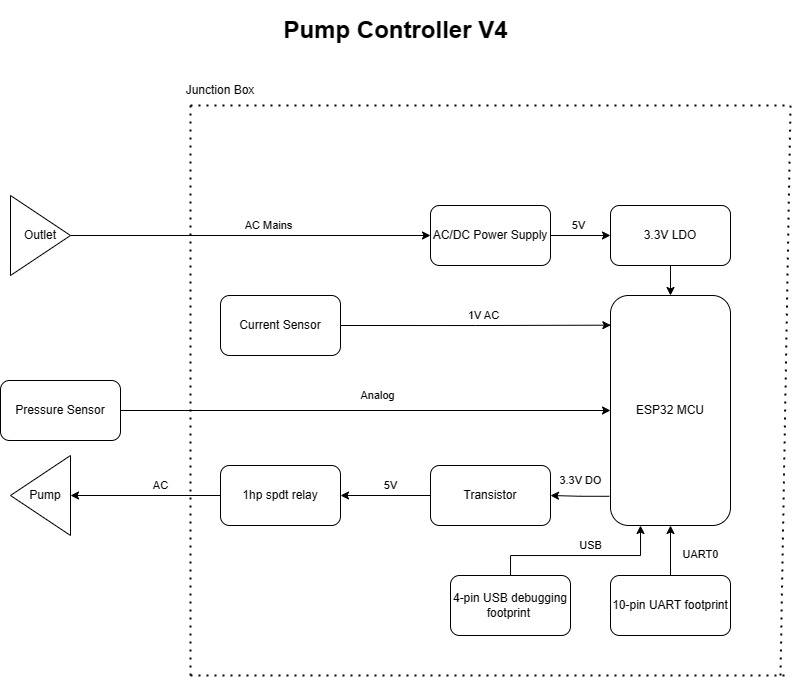 Pump Controller V4
Junction Box
Outlet
AC Mains
AC/DC Power Supply
5V
3.3V LDO
Current Sensor
1V AC
Pressure Sensor
Analog
ESP32 MCU
Pump
AC
1hp spdt relay
5V
Transistor
3.3V DO
USB
UART0
4-pin USB debugging
footprint
10-pin UART footprint